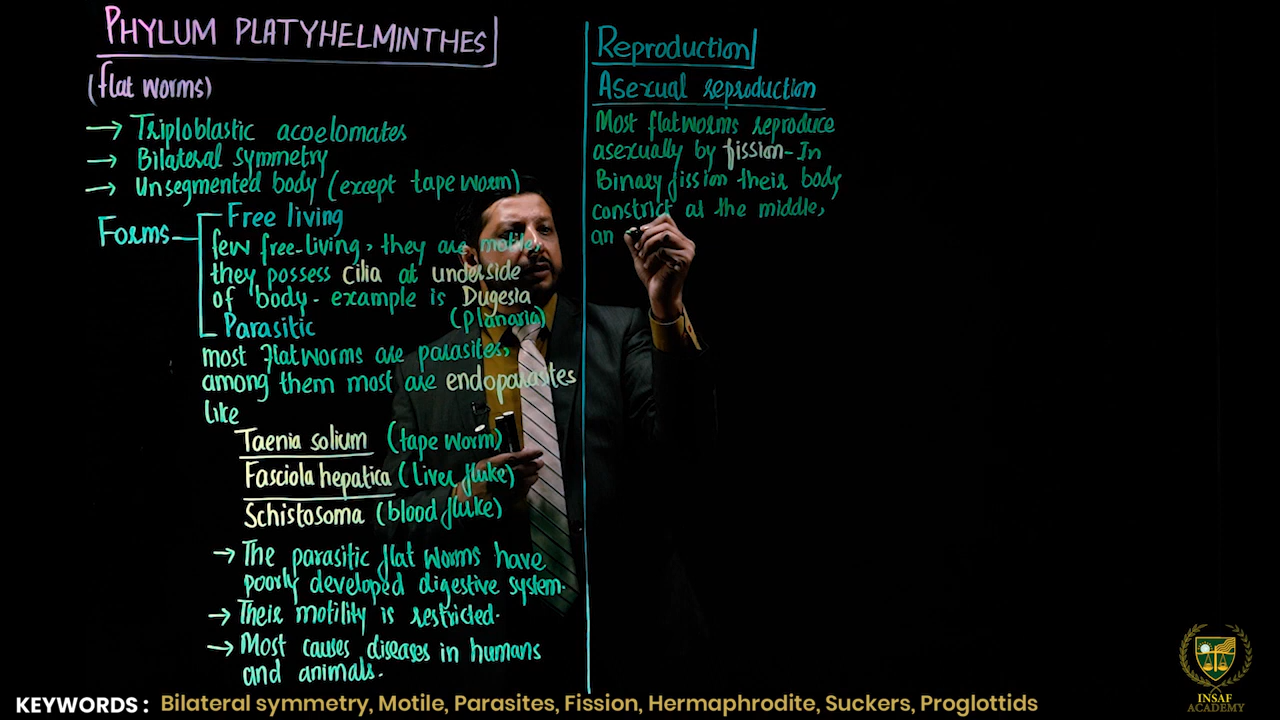 PHYLUM PLATYHELMINTHES
(flat worms)
→ Triploblastic acoelomates
→ Bilateral symmetry
→ Unsegmented body (except tape worm)
Forms
Free living
few free-living, they are motile,
they possess cilia at underside
of body. example is Dugesia
(planaria)
Parasitic
most flatworms are parasites,
among them most are endoparasites
like
Taenia solium (tape worm)
Fasciola hepatica (liver fluke)
Schistosoma (blood fluke)
→ The parasitic flat worms have
poorly developed digestive system.
→ Their motility is restricted.
→ Most causes diseases in humans
and animals.
Reproduction
Asexual reproduction
Most flatworms reproduce
asexually by fission- In
Binary fission their body
constrict at the middle,
an
KEYWORDS : Bilateral symmetry, Motile, Parasites, Fission, Hermaphrodite, Suckers, Proglottids
INSAF
ACADEMY